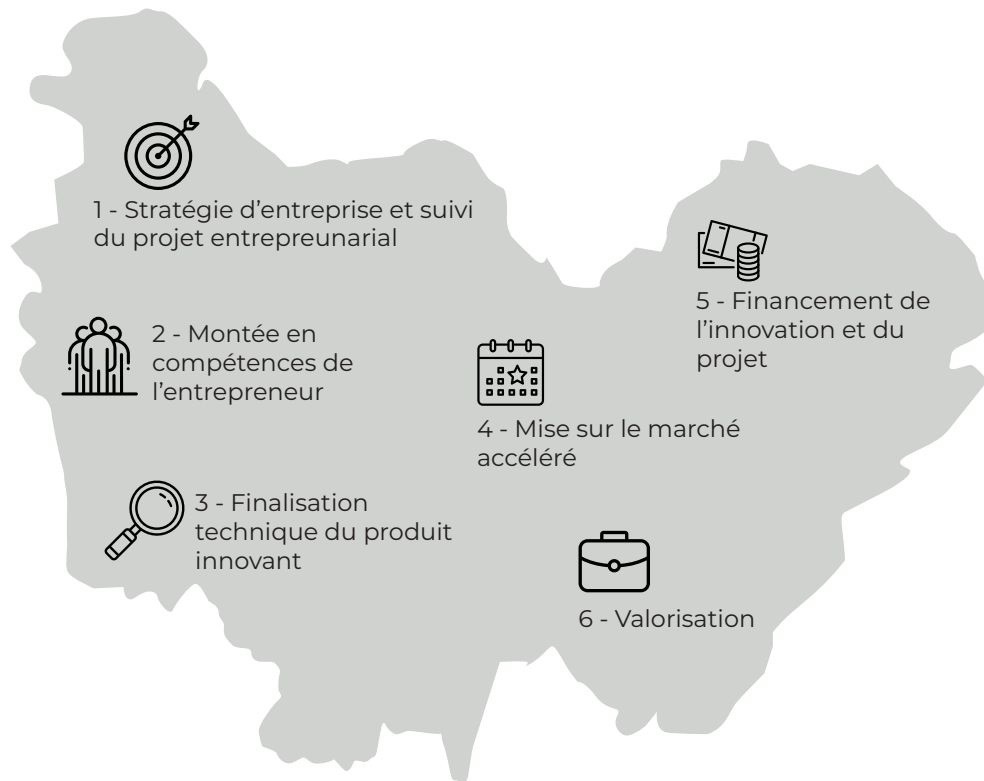 1 - Stratégie d’entreprise et suivi
du projet entrepreunarial
2 - Montée en
compétences de
l’entrepreneur
3 - Finalisation
technique du produit
innovant
4 - Mise sur le marché
accéléré
5 - Financement de
l’innovation et du
projet
6 - Valorisation